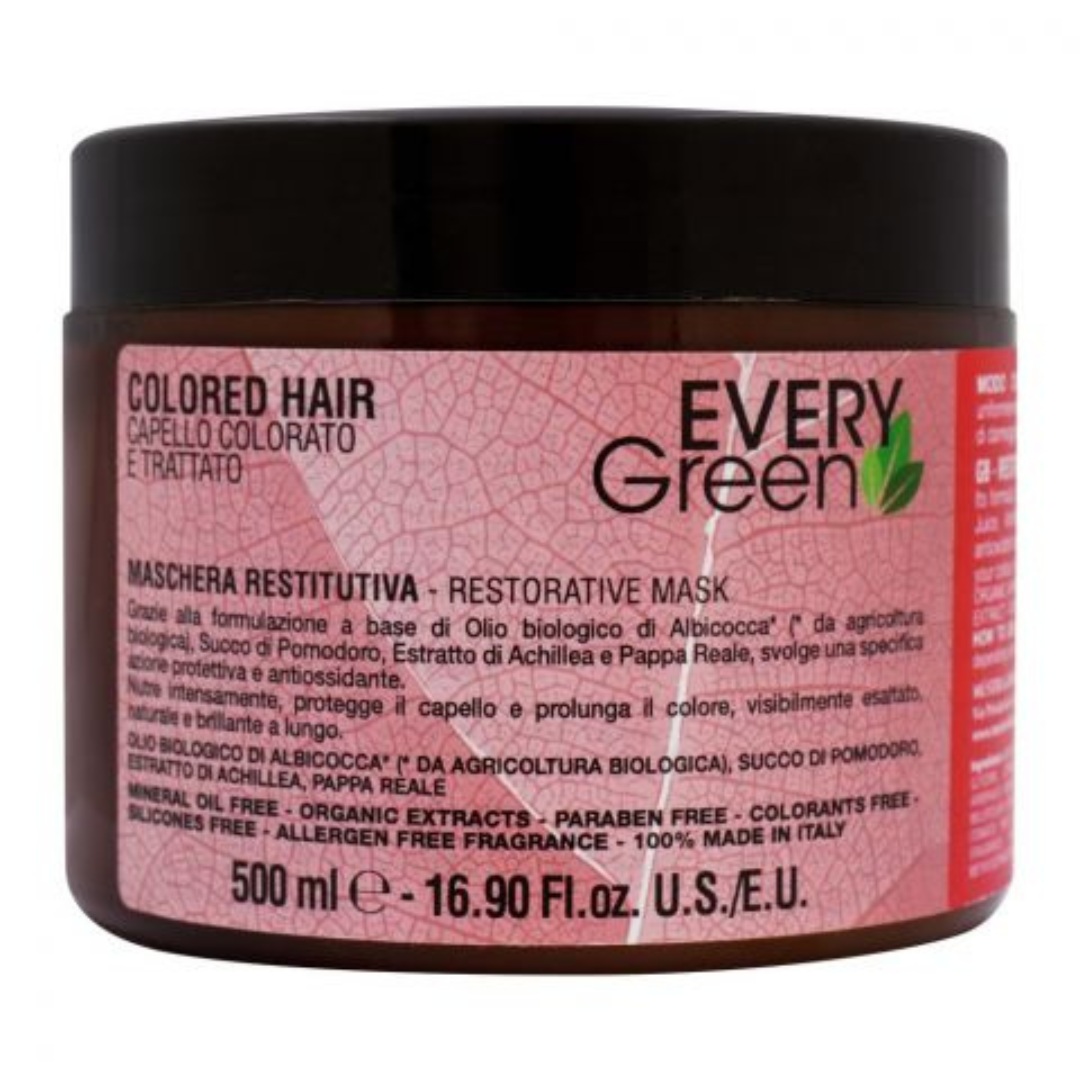 COLORED HAIR
CAPELLO COLORATO
E TRATTATO
EVERY
Green
MASCHERA RESTITUTIVA - RESTORATIVE MASK
Grazie alla formulazione a base di Olio biologico di Albicocca* (* da agricoltura
biologica), Succo di Pomodoro, Estratto di Achillea e Pappa Reale, svolge una specifica
azione protettiva e antiossidante.
Nutre intensamente, protegge il capello e prolunga il colore, visibilmente esaltato,
naturale e brillante a lungo.
OLIO BIOLOGICO DI ALBICOCCA* (* DA AGRICOLTURA BIOLOGICA), SUCCO DI POMODORO,
ESTRATTO DI ACHILLEA, PAPPA REALE
MINERAL OIL FREE - ORGANIC EXTRACTS - PARABEN FREE - COLORANTS FREE -
SILICONES FREE - ALLERGEN FREE FRAGRANCE - 100% MADE IN ITALY
500 ml ℮ - 16.90 Fl.oz. U.S./E.U.
MODO
GB -